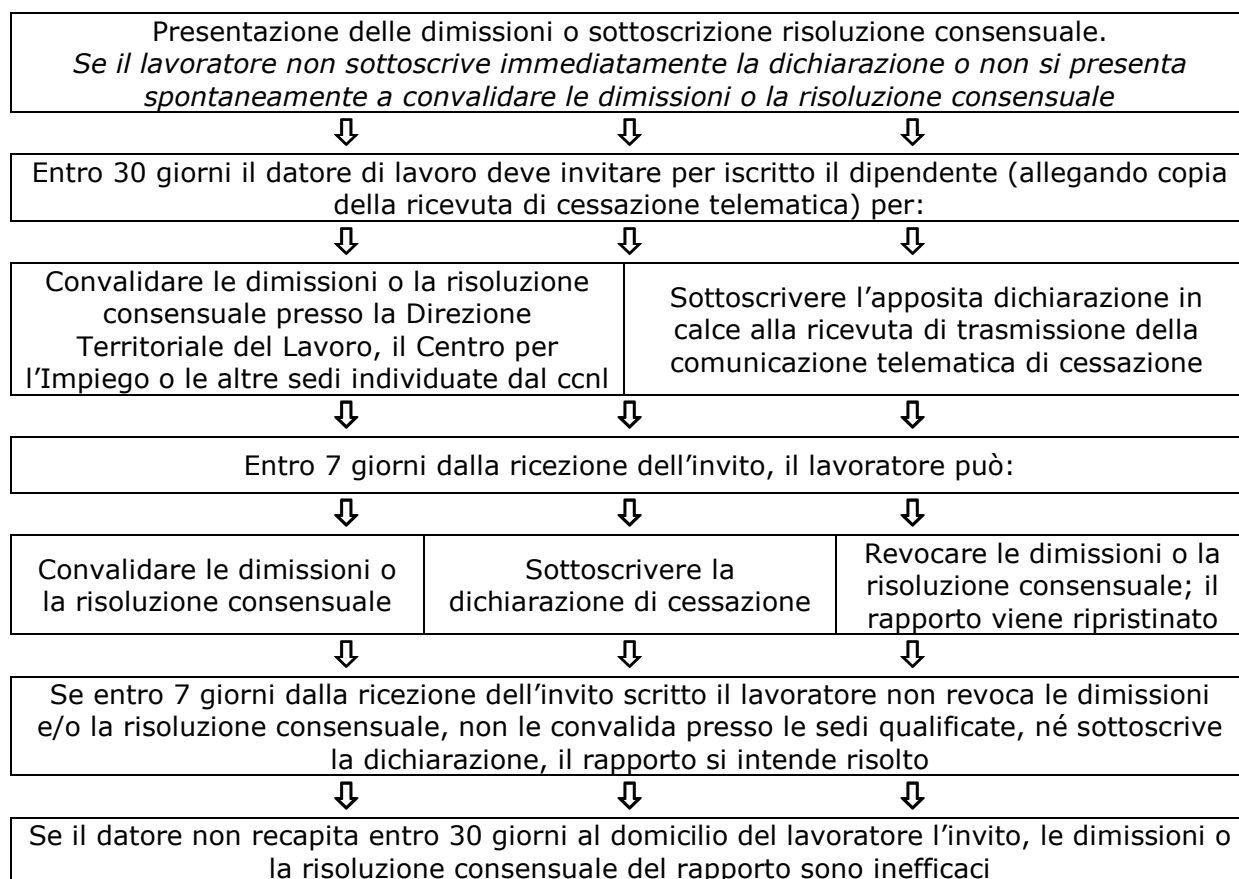 Presentazione delle dimissioni o sottoscrizione risoluzione consensuale.
Se il lavoratore non sottoscrive immediatamente la dichiarazione o non si presenta
spontaneamente a convalidare le dimissioni o la risoluzione consensuale
Entro 30 giorni il datore di lavoro deve invitare per iscritto il dipendente (allegando copia
della ricevuta di cessazione telematica) per:
Convalidare le dimissioni o la risoluzione
consensuale presso la Direzione
Territoriale del Lavoro, il Centro per
l’Impiego o le altre sedi individuate dal ccnl
Sottoscrivere l’apposita dichiarazione in
calce alla ricevuta di trasmissione della
comunicazione telematica di cessazione
Entro 7 giorni dalla ricezione dell’invito, il lavoratore può:
Convalidare le dimissioni o
la risoluzione consensuale
Sottoscrivere la
dichiarazione di cessazione
Revocare le dimissioni o la
risoluzione consensuale; il
rapporto viene ripristinato
Se entro 7 giorni dalla ricezione dell’invito scritto il lavoratore non revoca le dimissioni
e/o la risoluzione consensuale, non le convalida presso le sedi qualificate, né sottoscrive
la dichiarazione, il rapporto si intende risolto
Se il datore non recapita entro 30 giorni al domicilio del lavoratore l’invito, le dimissioni o
la risoluzione consensuale del rapporto sono inefficaci